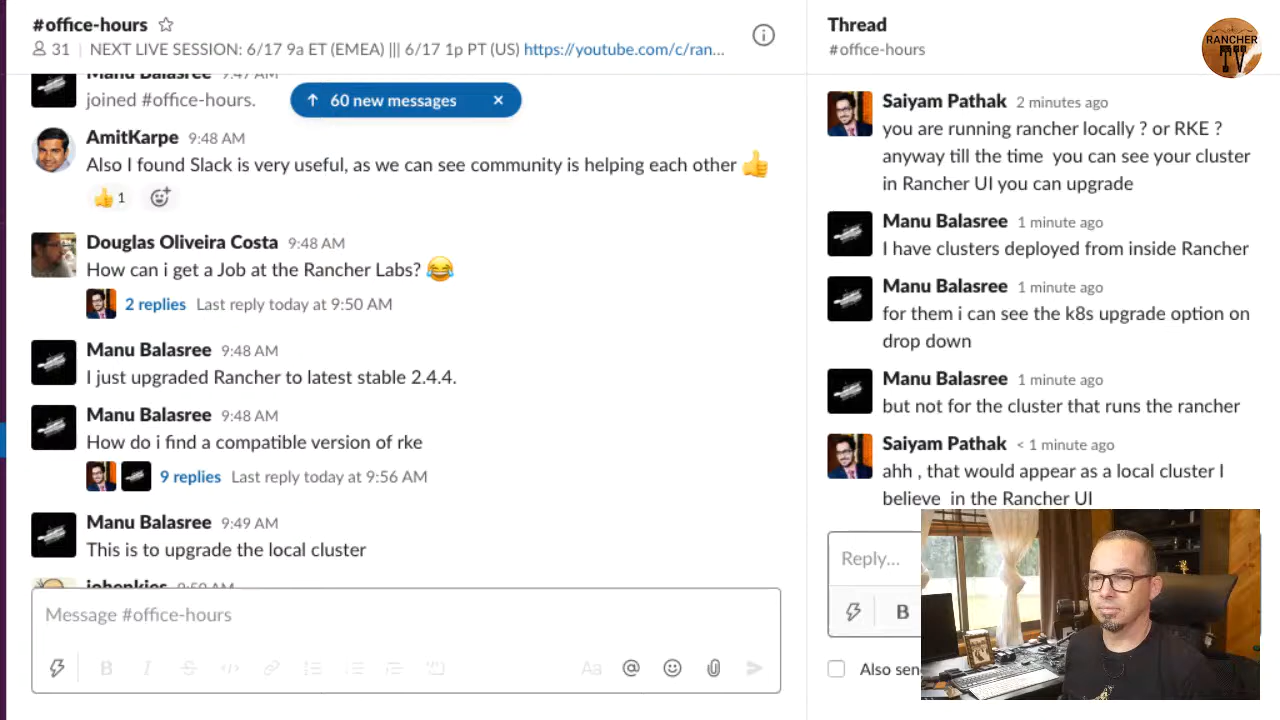 #office-hours
31 | NEXT LIVE SESSION: 6/17 9a ET (EMEA) ||| 6/17 1p PT (US) https://youtube.com/c/ran...
Manu Balasree 9:47 AM
joined #office-hours.
60 new messages
AmitKarpe 9:48 AM
Also I found Slack is very useful, as we can see community is helping each other
1
Douglas Oliveira Costa 9:48 AM
How can i get a Job at the Rancher Labs?
2 replies Last reply today at 9:50 AM
Manu Balasree 9:48 AM
I just upgraded Rancher to latest stable 2.4.4.
Manu Balasree 9:48 AM
How do i find a compatible version of rke
9 replies Last reply today at 9:56 AM
Manu Balasree 9:49 AM
This is to upgrade the local cluster
9:50 AM
Message #office-hours
B I S </> Aa @
Thread
#office-hours
RANCHER
TV
Saiyam Pathak 2 minutes ago
you are running rancher locally ? or RKE ?
anyway till the time you can see your cluster
in Rancher UI you can upgrade
Manu Balasree 1 minute ago
I have clusters deployed from inside Rancher
Manu Balasree 1 minute ago
for them i can see the k8s upgrade option on
drop down
Manu Balasree 1 minute ago
but not for the cluster that runs the rancher
Saiyam Pathak < 1 minute ago
ahh , that would appear as a local cluster I
believe in the Rancher UI
Reply...
B
Also sen